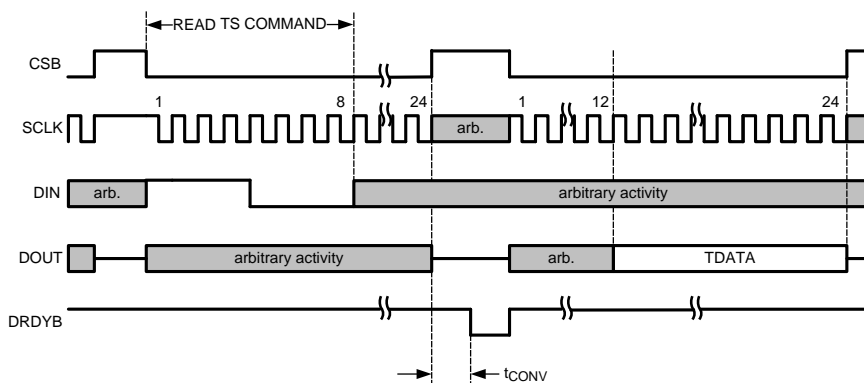 READ TS COMMAND
CSB
1 8 24 1 12 24
SCLK arb.
DIN arb. arbitrary activity
DOUT arbitrary activity arb. TDATA
DRDYB
tCONV